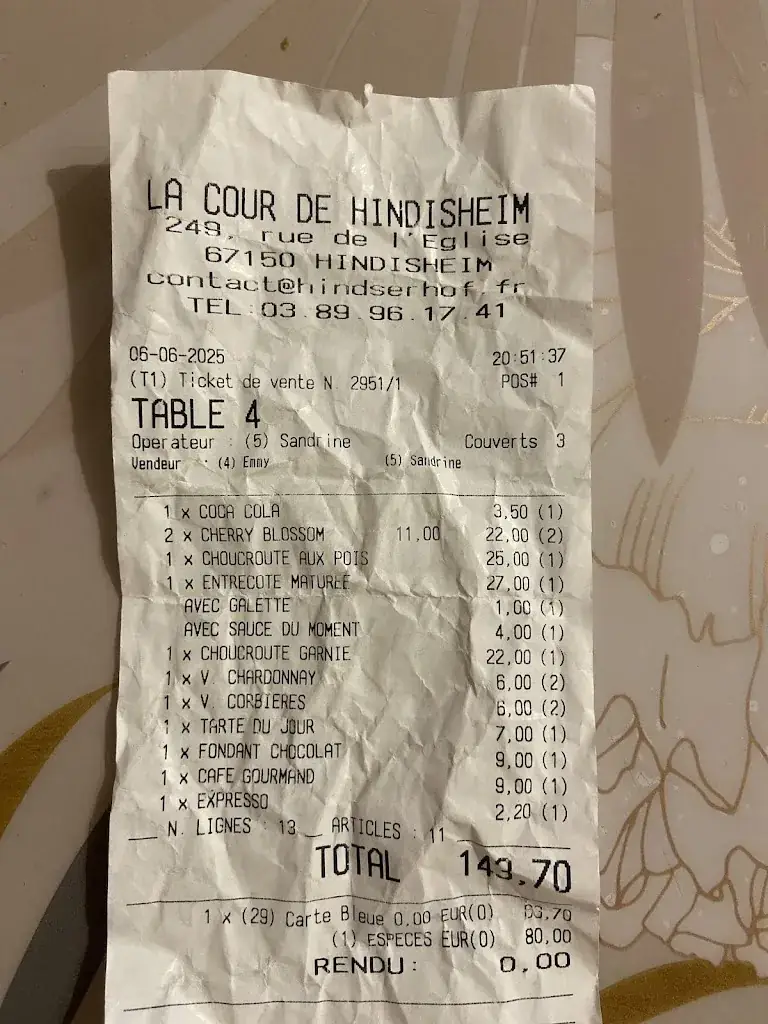 LA COUR DE HINDISHEIM
249, rue de l'Eglise
67150 HINDISHEIM
contact@hindserhof.fr
TEL:03.89.96.17.41
06-06-2025 20:51:37
(T1) Ticket de vente N. 2951/1 POS# 1
TABLE 4
Operateur : (5) Sandrine Couverts 3
Vendeur : (4) Emmy (5) Sandrine
1 x COCA COLA 3,50 (1)
2 x CHERRY BLOSSOM 11,00 22,00 (2)
1 x CHOUCROUTE AUX POIS 25,00 (1)
1 x ENTRECOTE MATUREE 27,00 (1)
AVEC GALETTE 1,00 (1)
AVEC SAUCE DU MOMENT 4,00 (1)
1 x CHOUCROUTE GARNIE 22,00 (1)
1 x V. CHARDONNAY 6,00 (2)
1 x V. CORBIERES 6,00 (2)
1 x TARTE DU JOUR 7,00 (1)
1 x FONDANT CHOCOLAT 9,00 (1)
1 x CAFE GOURMAND 9,00 (1)
1 x EXPRESSO 2,20 (1)
N. LIGNES : 13 ARTICLES : 11
TOTAL 143,70
1 x (29) Carte Bleue 0,00 EUR(0) 63,70
(1) ESPECES EUR(0) 80,00
RENDU: 0,00